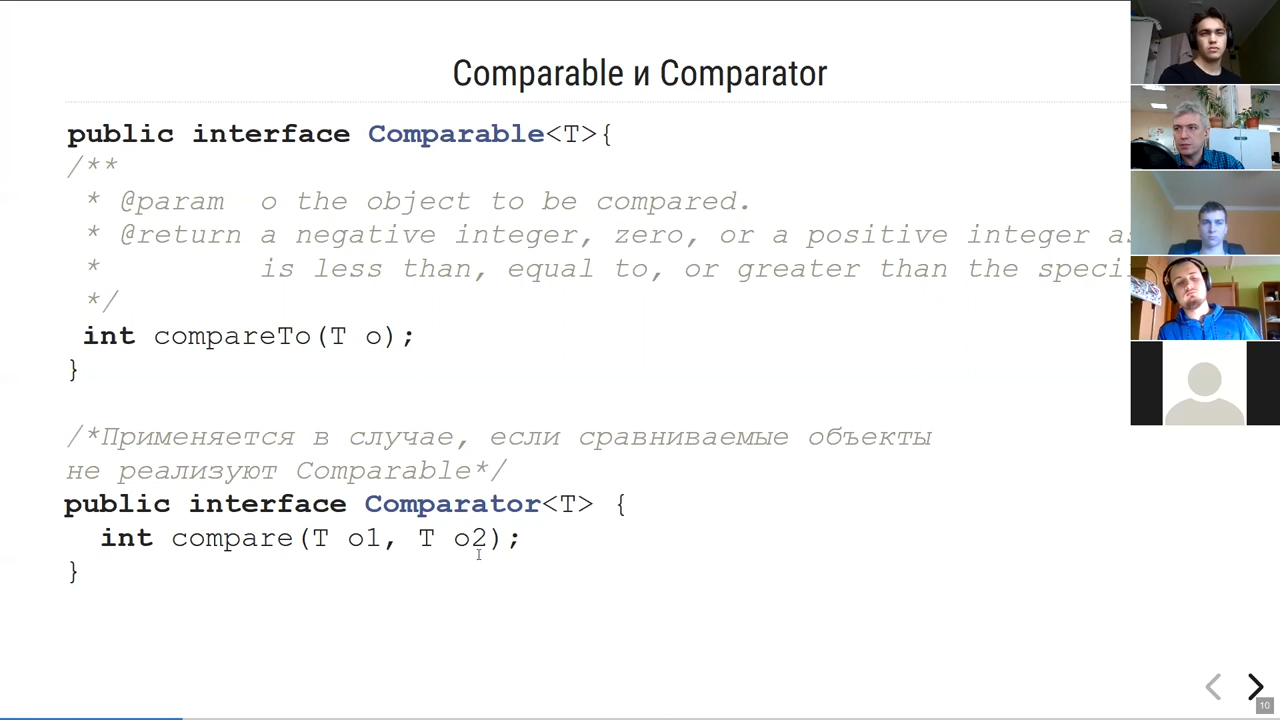 Comparable и Comparator
public interface Comparable<T>{
/**
* @param  o the object to be compared.
* @return a negative integer, zero, or a positive integer as
*         is less than, equal to, or greater than the speci
*/
int compareTo(T o);
}
/*Применяется в случае, если сравниваемые объекты
не реализуют Comparable*/
public interface Comparator<T> {
int compare(T o1, T o2);
}
10